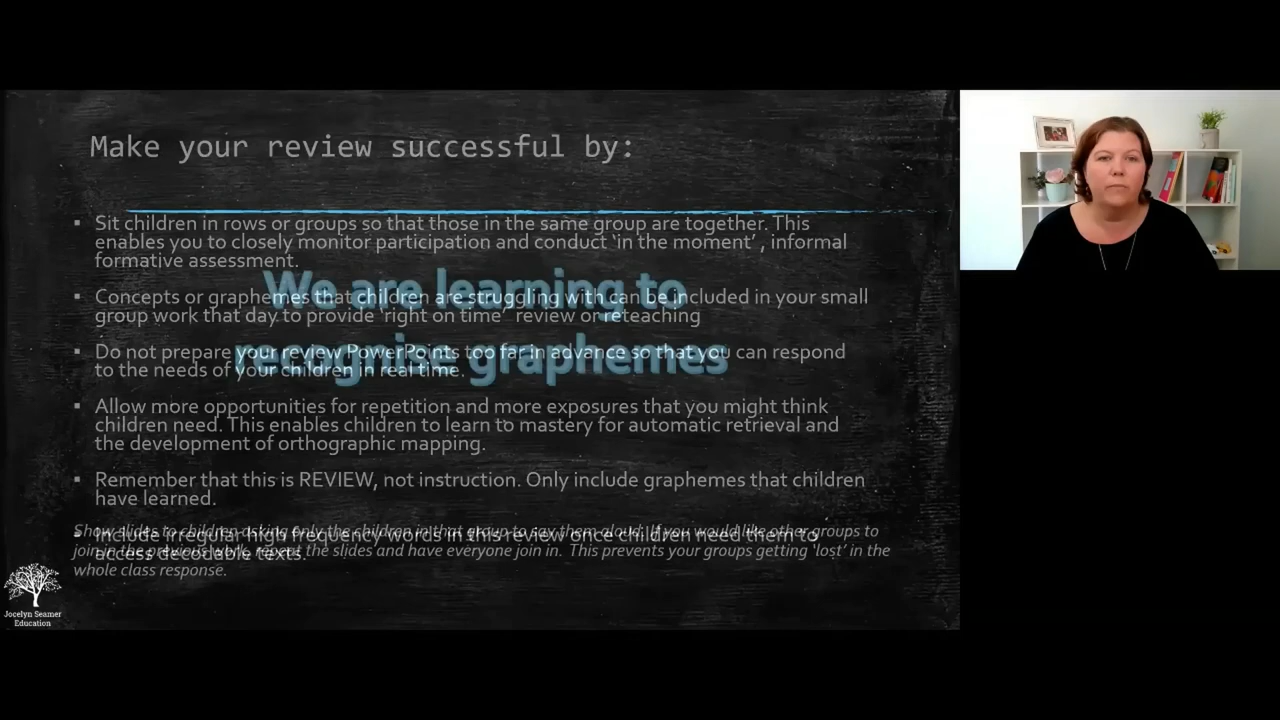 Make your review successful by:
▪ Sit children in rows or groups so that those in the same group are together. This
enables you to closely monitor participation and conduct ‘in the moment’ , informal
formative assessment.
We are learning to
▪ Concepts or graphemes that children are struggling with can be included in your small
group work that day to provide ‘right on time’ review or reteaching
recognise graphemes
▪ Do not prepare your review PowerPoints too far in advance so that you can respond
to the needs of your children in real time.
▪ Allow more opportunities for repetition and more exposures that you might think
children need. This enables children to learn to mastery for automatic retrieval and
the development of orthographic mapping.
▪ Remember that this is REVIEW, not instruction. Only include graphemes that children
have learned.
▪ Include irregular high frequency words in this review once children need them to
access decodable texts.
Show slides to children asking only the children in that group to say them aloud. If you would like other groups to
join in the previous work, repeat the slides and have everyone join in. This prevents your groups getting ‘lost’ in the
whole class response.
Jocelyn Seamer
Education